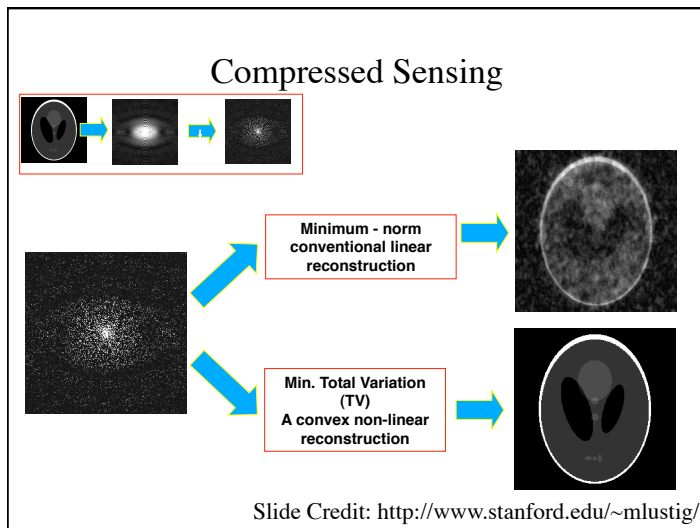 Compressed Sensing
Minimum - norm
conventional linear
reconstruction
Min. Total Variation
(TV)
A convex non-linear
reconstruction
Slide Credit: http://www.stanford.edu/~mlustig/